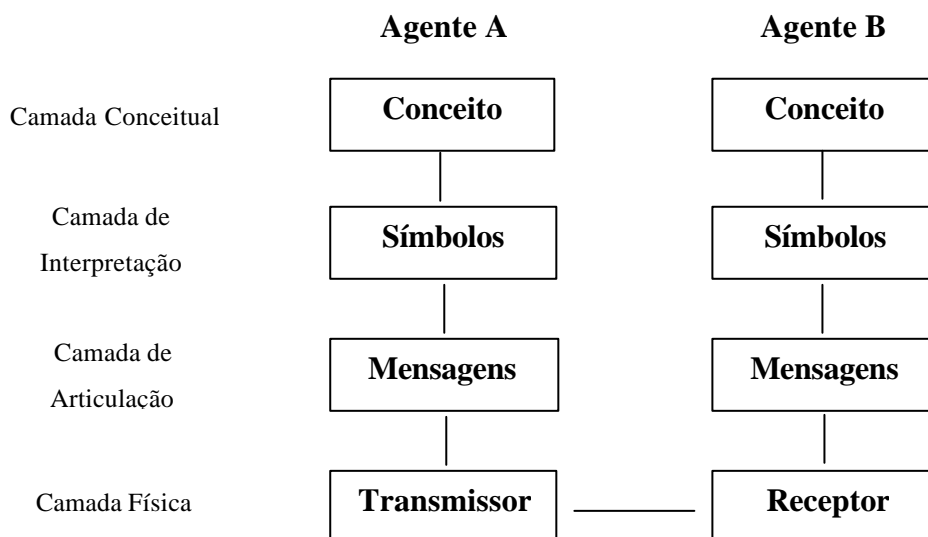 Agente A Agente B
Camada Conceitual Conceito Conceito
Camada de
Interpretação
Símbolos Símbolos
Camada de
Articulação
Mensagens Mensagens
Camada Física Transmissor Receptor